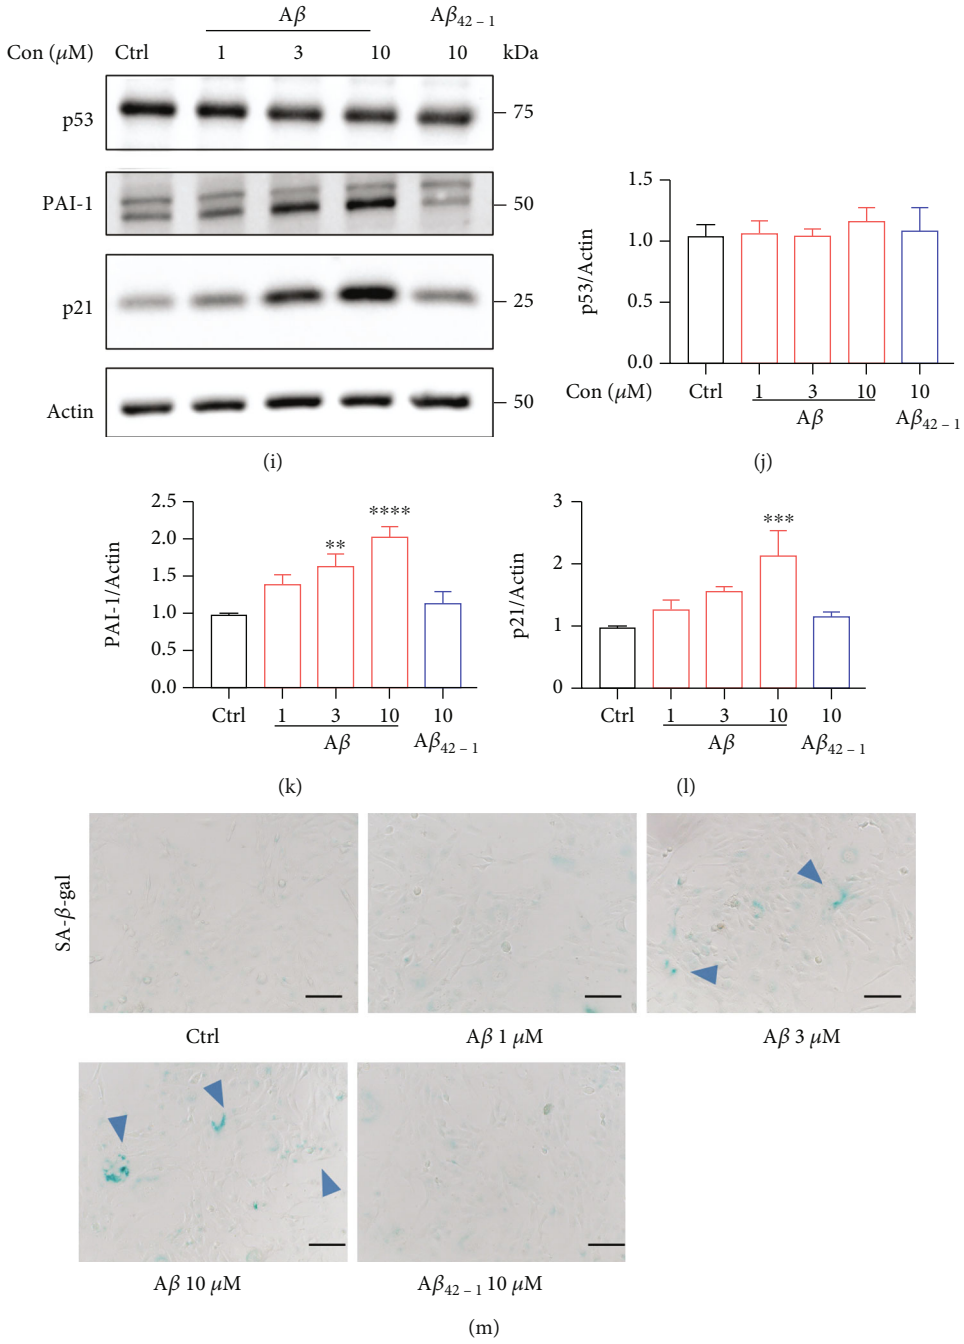 Aβ Aβ42 – 1
Con (μM) Ctrl 1 3 10 10 kDa
p53 75
PAI-1 50
p21 25
Actin 50
(i)
1.5
1.0
0.5
0.0
p53/Actin
Con (μM) Ctrl 1 3 10 10
Aβ Aβ42 – 1
(j)
2.5
2.0
1.5
1.0
0.5
0.0
PAI-1/Actin
** ****
Ctrl 1 3 10 10
Aβ Aβ42 – 1
(k)
3
2
1
0
p21/Actin
***
Ctrl 1 3 10 10
Aβ Aβ42 – 1
(l)
SA-β-gal
Ctrl Aβ 1 μM Aβ 3 μM
Aβ 10 μM Aβ42 – 1 10 μM
(m)